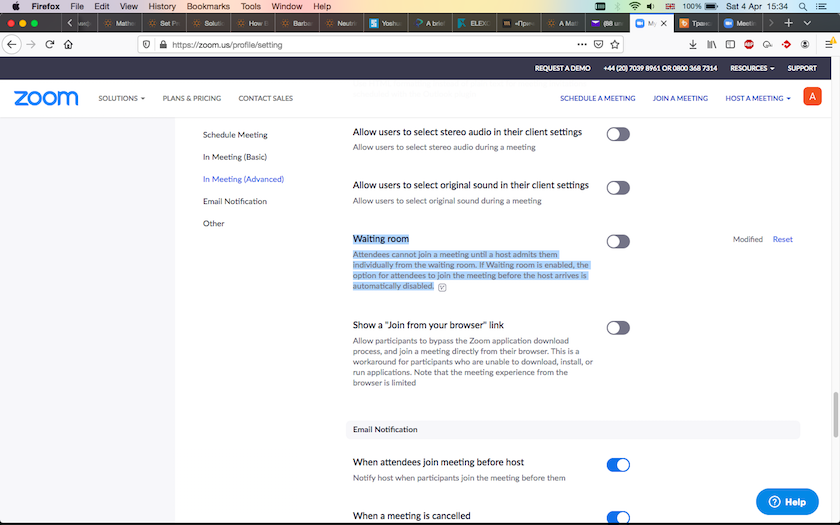 Firefox File Edit View History Bookmarks Tools Window Help 100% Sat 4 Apr 15:34
Mathe Set P Soluti How t Barba Neutri Yoshu A brief ELEXO «При A Math (68 un My Транс Meeti
https://zoom.us/profile/setting
REQUEST A DEMO +44 (20) 7039 8961 OR 0800 368 7314 RESOURCES SUPPORT
zoom SOLUTIONS PLANS & PRICING CONTACT SALES SCHEDULE A MEETING JOIN A MEETING HOST A MEETING A
Schedule Meeting
In Meeting (Basic)
In Meeting (Advanced)
Email Notification
Other
Allow users to select stereo audio in their client settings
Allow users to select stereo audio during a meeting
Allow users to select original sound in their client settings
Allow users to select original sound during a meeting
Waiting room
Modified Reset
Attendees cannot join a meeting until a host admits them
individually from the waiting room. If Waiting room is enabled, the
option for attendees to join the meeting before the host arrives is
automatically disabled.
Show a "Join from your browser" link
Allow participants to bypass the Zoom application download
process, and join a meeting directly from their browser. This is a
workaround for participants who are unable to download, install, or
run applications. Note that the meeting experience from the
browser is limited
Email Notification
When attendees join meeting before host
Notify host when participants join the meeting before them
When a meeting is cancelled
Help